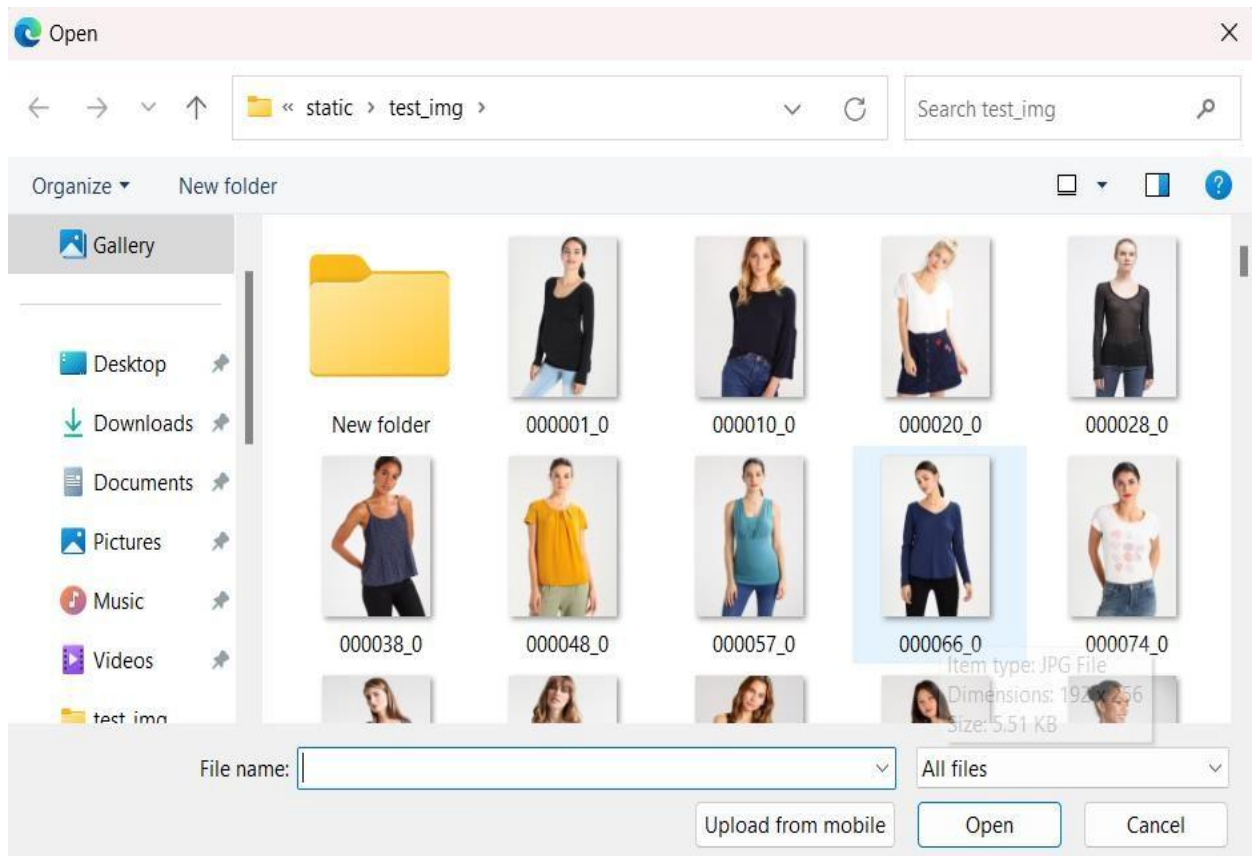 Open
« static › test_img ›
Search test_img
Organize
New folder
Gallery
Desktop
Downloads
Documents
Pictures
Music
Videos
test_img
New folder
000001_0
000010_0
000020_0
000028_0
000038_0
000048_0
000057_0
000066_0
000074_0
Item type: JPG File
Dimensions: 192 x 256
Size: 5.51 KB
File name:
All files
Upload from mobile
Open
Cancel